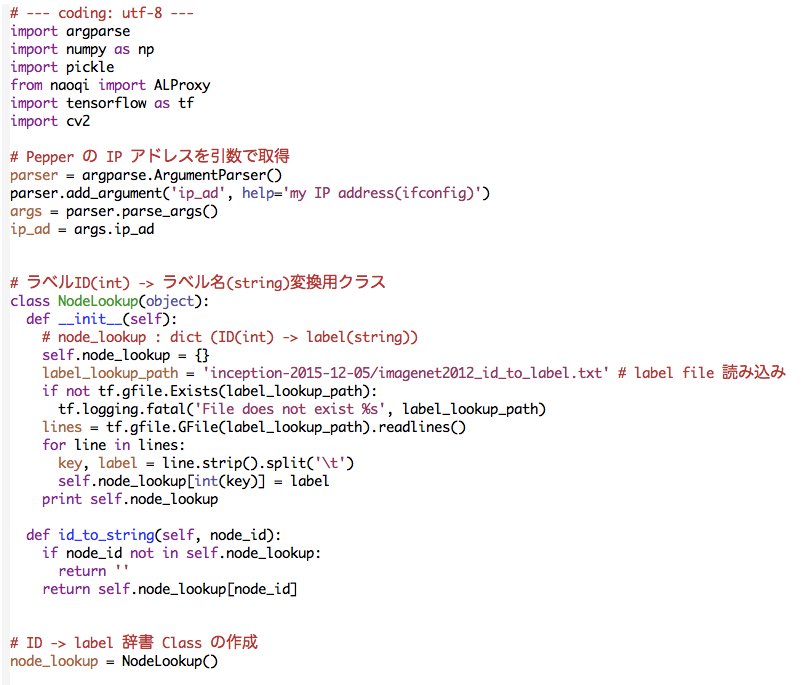 # --- coding: utf-8 ---
import argparse
import numpy as np
import pickle
from naoqi import ALProxy
import tensorflow as tf
import cv2

# Pepper の IP アドレスを引数で取得
parser = argparse.ArgumentParser()
parser.add_argument('ip_ad', help='my IP address(ifconfig)')
args = parser.parse_args()
ip_ad = args.ip_ad


# ラベルID(int) -> ラベル名(string)変換用クラス
class NodeLookup(object):
  def __init__(self):
    # node_lookup : dict (ID(int) -> label(string))
    self.node_lookup = {}
    label_lookup_path = 'inception-2015-12-05/imagenet2012_id_to_label.txt' # label file 読み込み
    if not tf.gfile.Exists(label_lookup_path):
      tf.logging.fatal('File does not exist %s', label_lookup_path)
    lines = tf.gfile.GFile(label_lookup_path).readlines()
    for line in lines:
      key, label = line.strip().split('\t')
      self.node_lookup[int(key)] = label
    print self.node_lookup

  def id_to_string(self, node_id):
    if node_id not in self.node_lookup:
      return ''
    return self.node_lookup[node_id]


# ID -> label 辞書 Class の作成
node_lookup = NodeLookup()